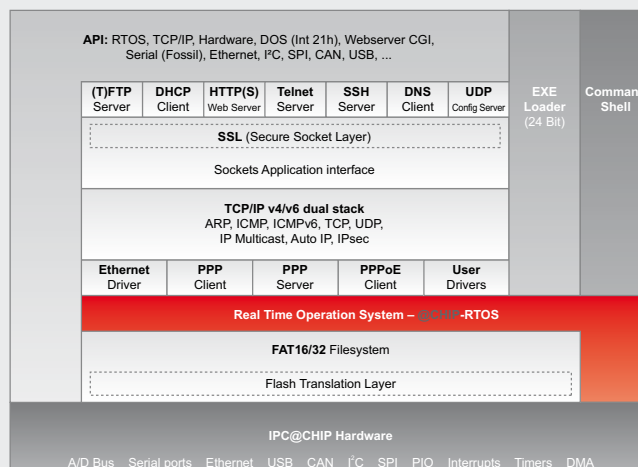 API: RTOS, TCP/IP, Hardware, DOS (Int 21h), Webserver CGI,
Serial (Fossil), Ethernet, I²C, SPI, CAN, USB, ...
(T)FTP
Server
DHCP
Client
HTTP(S)
Web Server
Telnet
Server
SSH
Server
DNS
Client
UDP
Config Server
EXE
Loader
(24 Bit)
Comman
Shell
SSL (Secure Socket Layer)
Sockets Application interface
TCP/IP v4/v6 dual stack
ARP, ICMP, ICMPv6, TCP, UDP,
IP Multicast, Auto IP, IPsec
Ethernet
Driver
PPP
Client
PPP
Server
PPPoE
Client
User
Drivers
Real Time Operation System – @CHIP-RTOS
FAT16/32 Filesystem
Flash Translation Layer
IPC@CHIP Hardware
A/D Bus Serial ports Ethernet USB CAN I²C SPI PIO Interrupts Timers DMA